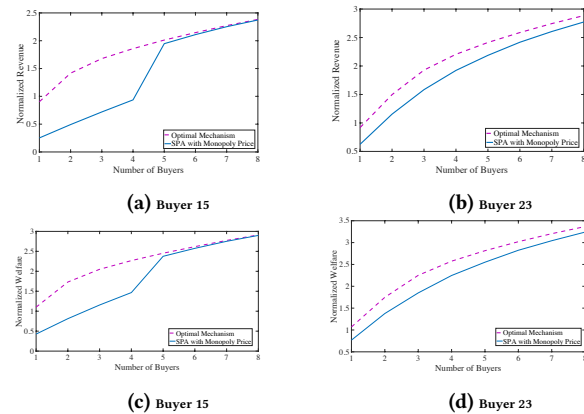 2.5
2
1.5
1
0.5
0
Normalized Revenue
Optimal Mechanism
SPA with Monopoly Price
1 2 3 4 5 6 7 8
Number of Buyers
(a) Buyer 15
3
2.5
2
1.5
1
0.5
Normalized Revenue
Optimal Mechanism
SPA with Monopoly Price
1 2 3 4 5 6 7 8
Number of Buyers
(b) Buyer 23
3
2.5
2
1.5
1
0.5
0
Normalized Welfare
Optimal Mechanism
SPA with Monopoly Price
1 2 3 4 5 6 7 8
Number of Buyers
(c) Buyer 15
3.5
3
2.5
2
1.5
1
0.5
Normalized Welfare
Optimal Mechanism
SPA with Monopoly Price
1 2 3 4 5 6 7 8
Number of Buyers
(d) Buyer 23